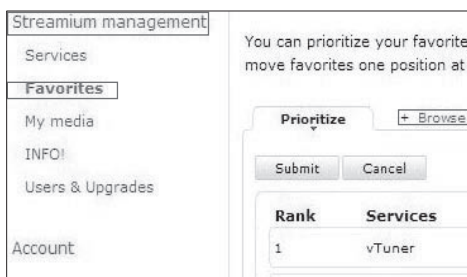 Streamium management
Services
Favorites
My media
INFO!
Users & Upgrades
Account
You can prioritize your favorite
move favorites one position at
Prioritize
+ Browse
Submit Cancel
Rank Services
1 vTuner